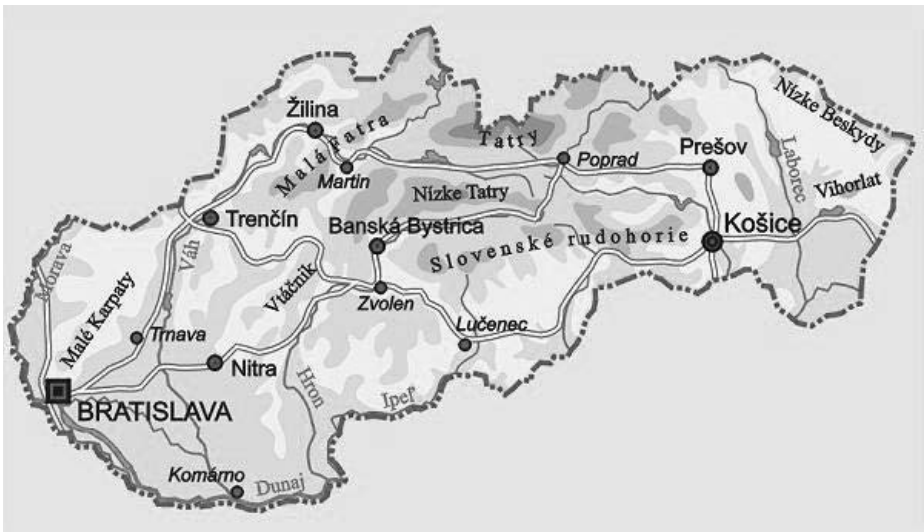 Žilina
Malá Fatra
Martin
Tatry
Poprad
Prešov
Nízke Beskydy
Laborec
Vihorlat
Nízke Tatry
Trenčín
Banská Bystrica
Slovenské rudohorie
Košice
Váh
Morava
Vtáčnik
Zvolen
Malé Karpaty
Trnava
Lučenec
Nitra
Hron
Ipeľ
BRATISLAVA
Komárno
Dunaj